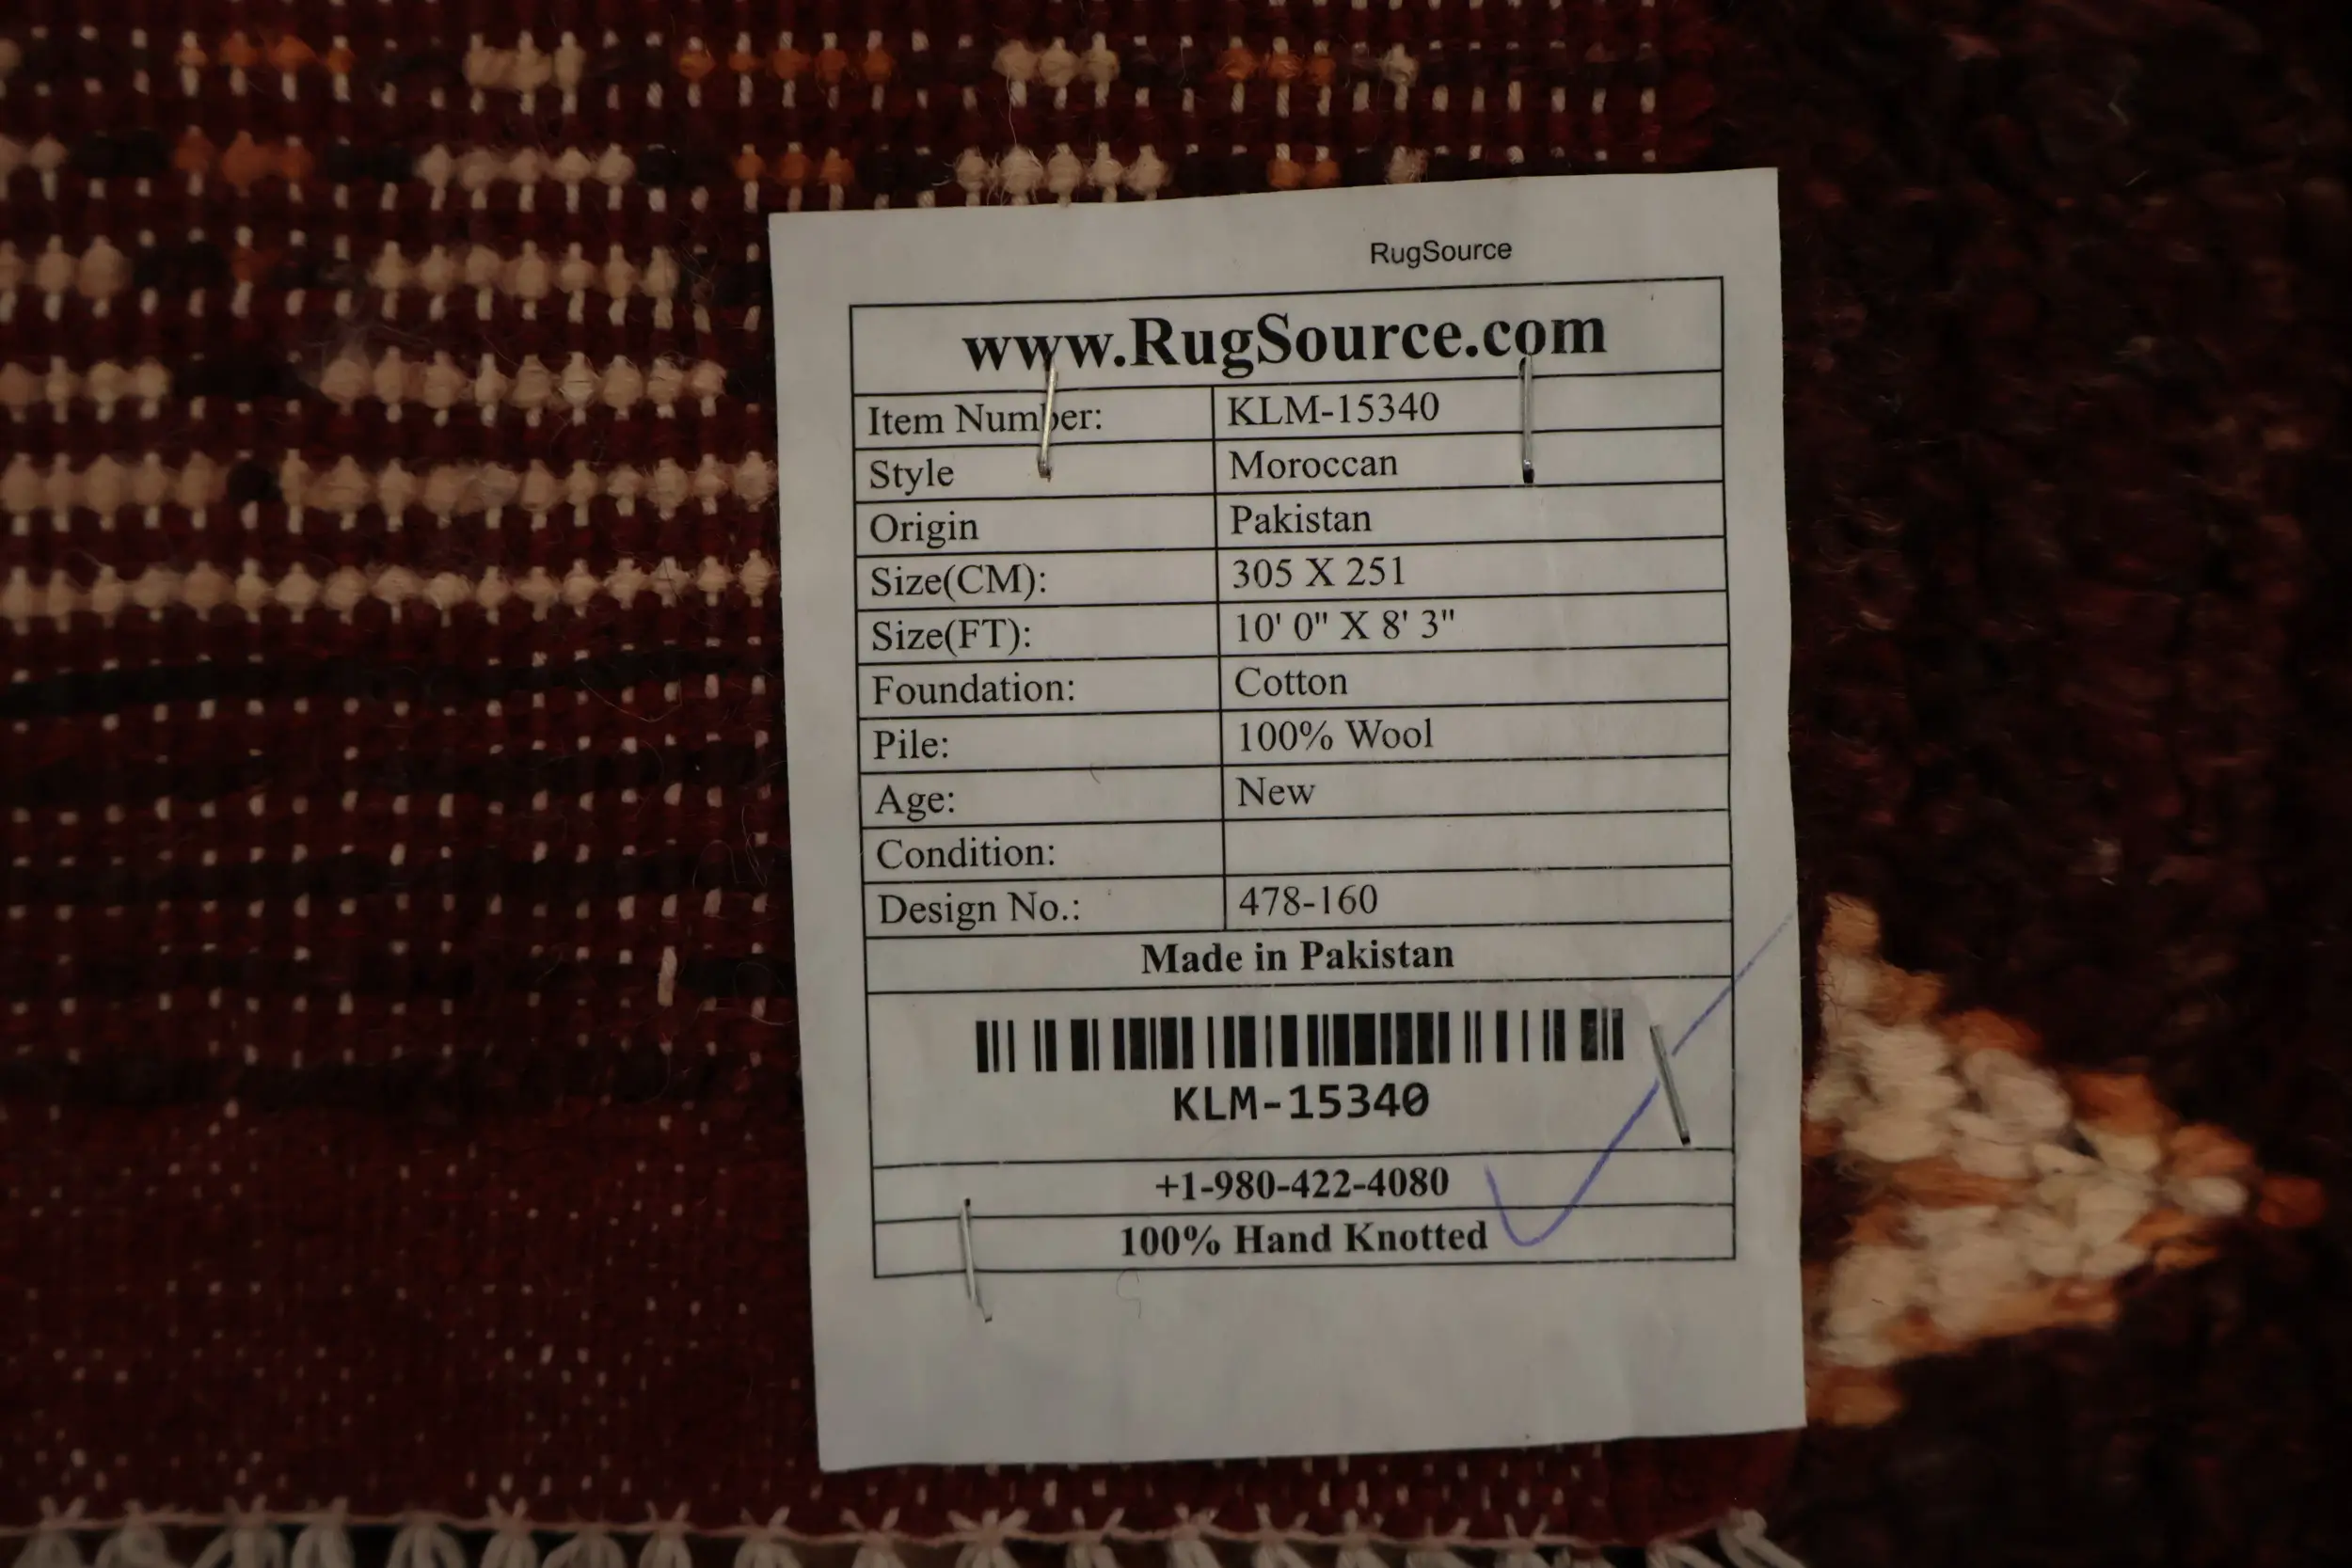 RugSource
www.RugSource.com
Item Number: KLM-15340
Style Moroccan
Origin Pakistan
Size(CM): 305 X 251
Size(FT): 10' 0" X 8' 3"
Foundation: Cotton
Pile: 100% Wool
Age: New
Condition:
Design No.: 478-160
Made in Pakistan
KLM-15340
+1-980-422-4080
100% Hand Knotted